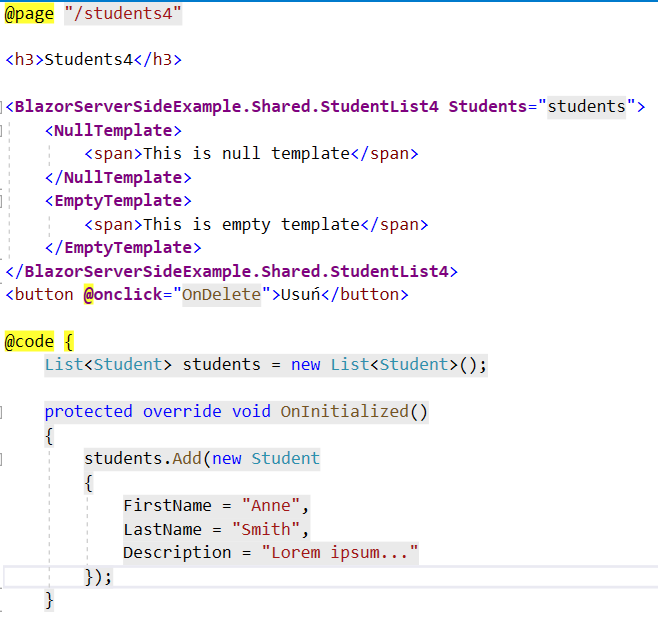 @page "/students4"
<h3>Students4</h3>
<BlazorServerSideExample.Shared.StudentList4 Students="students">
<NullTemplate>
<span>This is null template</span>
</NullTemplate>
<EmptyTemplate>
<span>This is empty template</span>
</EmptyTemplate>
</BlazorServerSideExample.Shared.StudentList4>
<button @onclick="OnDelete">Usuń</button>
@code {
List<Student> students = new List<Student>();
protected override void OnInitialized()
{
students.Add(new Student
{
FirstName = "Anne",
LastName = "Smith",
Description = "Lorem ipsum..."
});
}